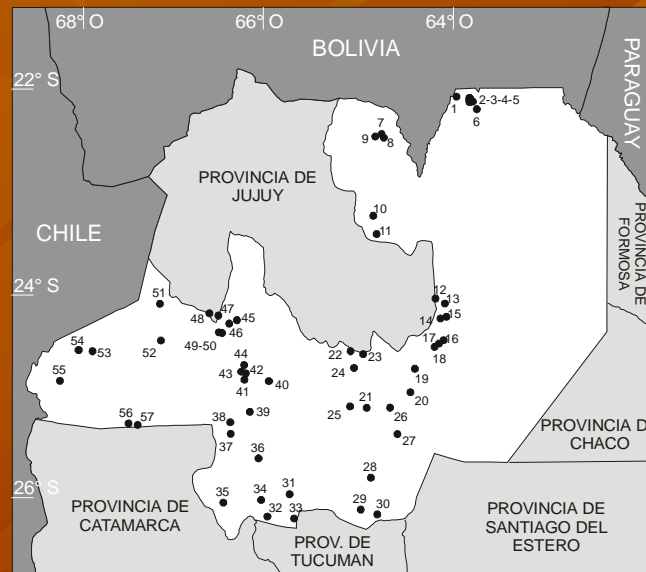 68° O
66° O
64° O
BOLIVIA
PARAGUAY
22° S
1
2-3-4-5
6
7
9
8
PROVINCIA DE
JUJUY
10
11
PROVINCIA DE
FORMOSA
CHILE
24° S
12
13
51
14
15
48
47
45
46
49-50
52
17
16
18
54
53
44
22
23
43
42
24
19
55
41
40
20
56
57
38
39
25
21
26
37
27
PROVINCIA DE
CHACO
36
28
26° S
35
34
31
32
33
29
30
PROVINCIA DE
CATAMARCA
PROV. DE
TUCUMAN
PROVINCIA DE
SANTIAGO DEL
ESTERO